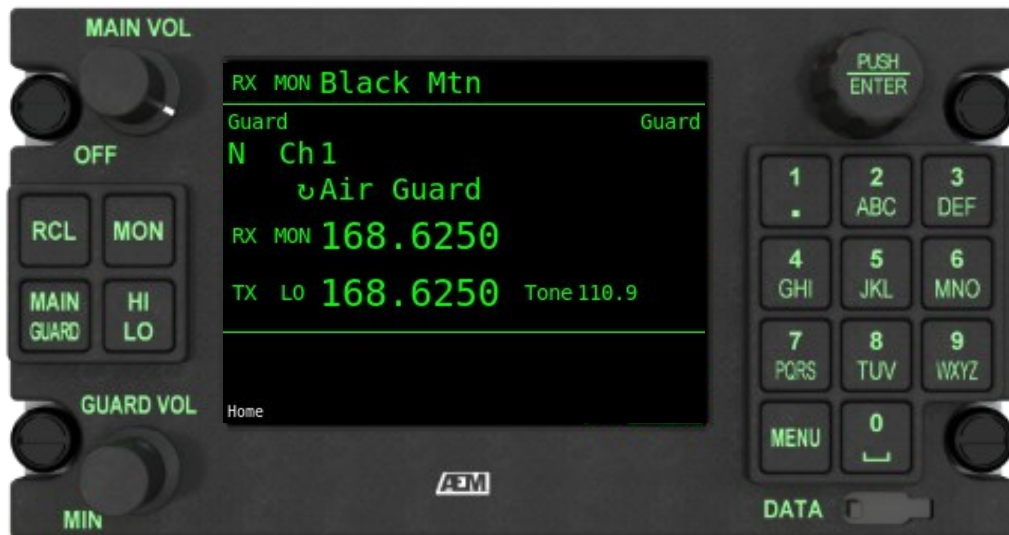 MAIN VOL
OFF
RCL MON
MAIN GUARD HI LO
GUARD VOL
MIN
RX MON Black Mtn
Guard Guard
N Ch 1
↻ Air Guard
RX MON 168.6250
TX LO 168.6250 Tone 110.9
Home
AEM
PUSH
ENTER
1 2 3
. ABC DEF
4 5 6
GHI JKL MNO
7 8 9
PQRS TUV WXYZ
MENU 0
DATA